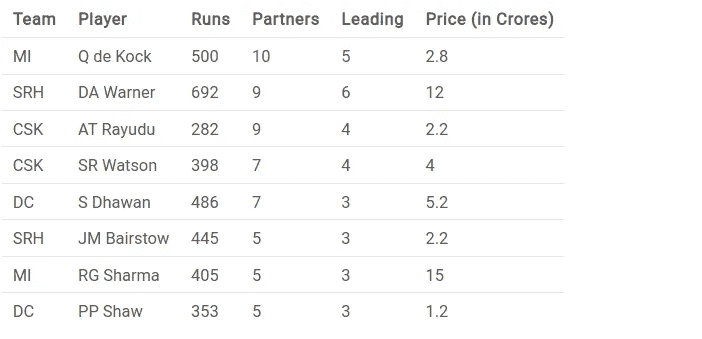 Team Player Runs Partners Leading Price (in Crores)
MI Q de Kock 500 10 5 2.8
SRH DA Warner 692 9 6 12
CSK AT Rayudu 282 9 4 2.2
CSK SR Watson 398 7 4 4
DC S Dhawan 486 7 3 5.2
SRH JM Bairstow 445 5 3 2.2
MI RG Sharma 405 5 3 15
DC PP Shaw 353 5 3 1.2